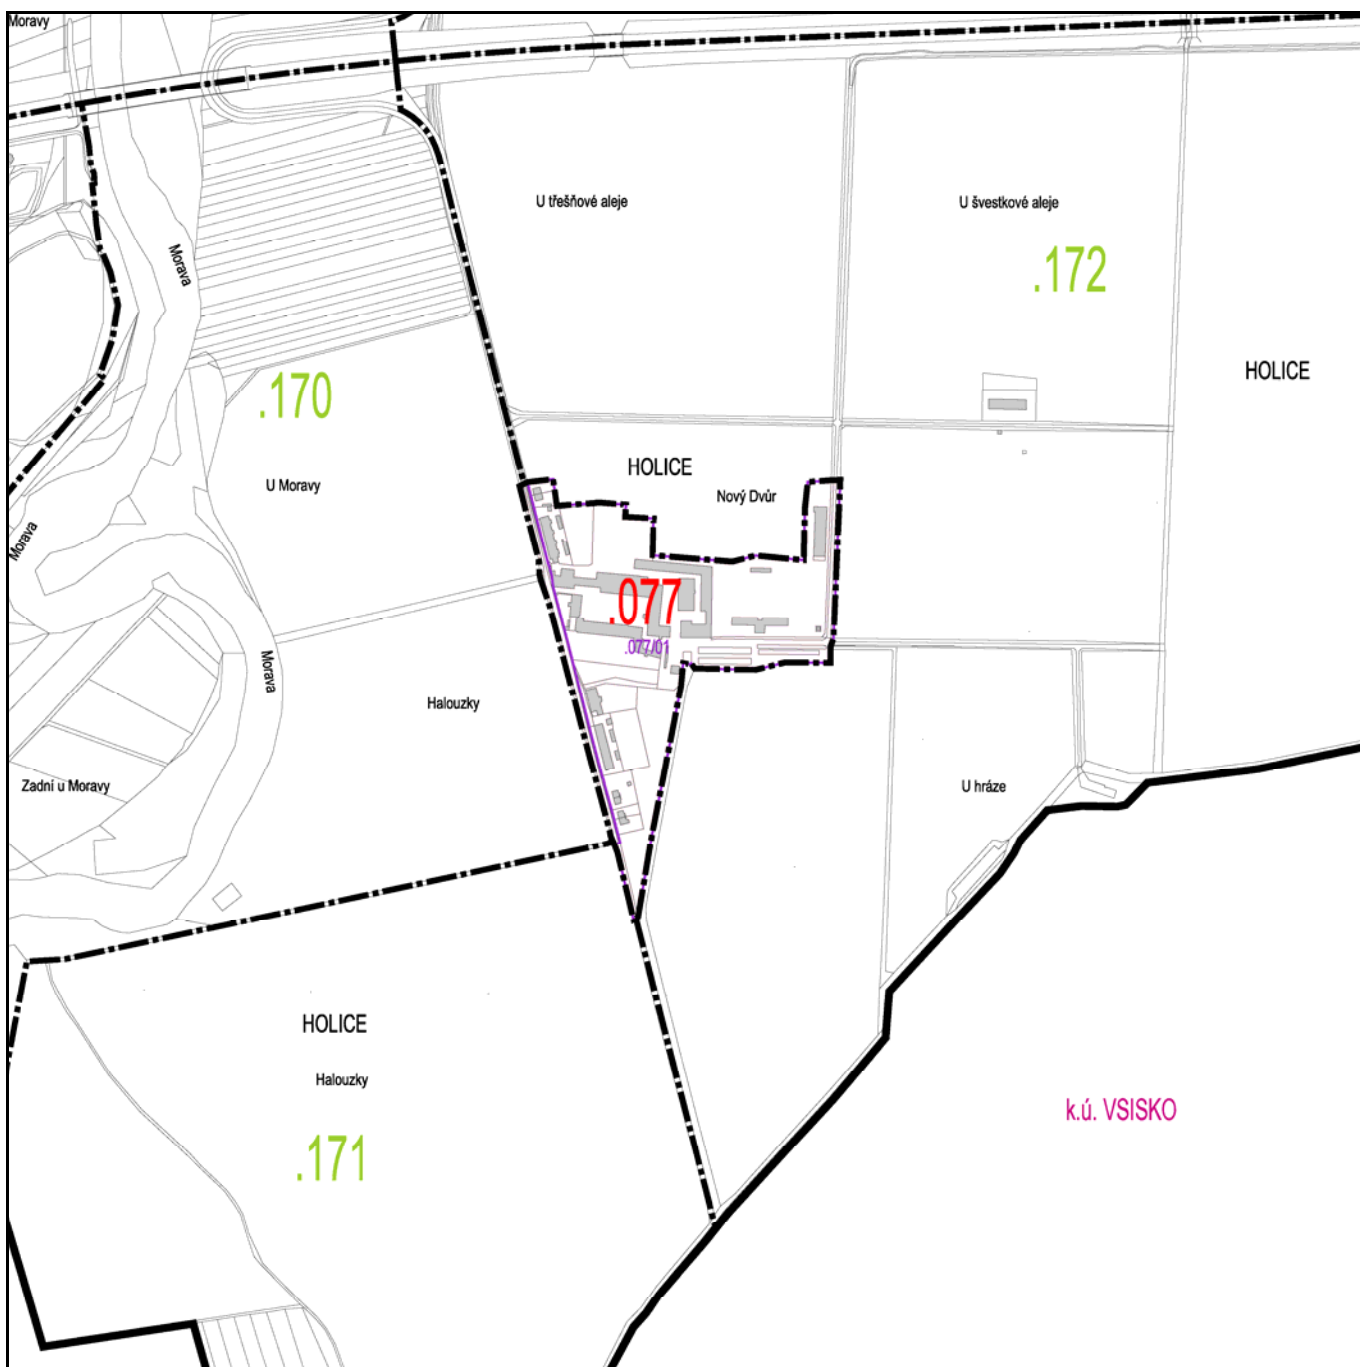 Moravy
U třešňové aleje
U švestkové aleje
Morava
.172
HOLICE
.170
HOLICE
U Moravy
Nový Dvůr
Morava
.077
.077/01
Morava
Halouzky
Zadní u Moravy
U hráze
HOLICE
Halouzky
k.ú. VSISKO
.171